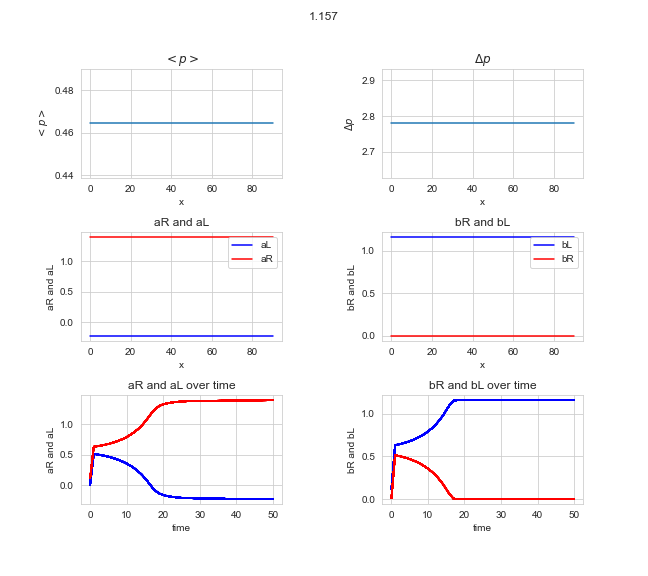 1.157
< p >
Δp
0.48
0.46
0.44
< p >
0 20 40 60 80
x
2.9
2.8
2.7
Δp
0 20 40 60 80
x
aR and aL
bR and bL
1.0
0.5
0.0
aR and aL
aL
aR
0 20 40 60 80
x
1.0
0.5
0.0
bR and bL
bL
bR
0 20 40 60 80
x
aR and aL over time
bR and bL over time
1.0
0.5
0.0
aR and aL
0 10 20 30 40 50
time
1.0
0.5
0.0
bR and bL
0 10 20 30 40 50
time